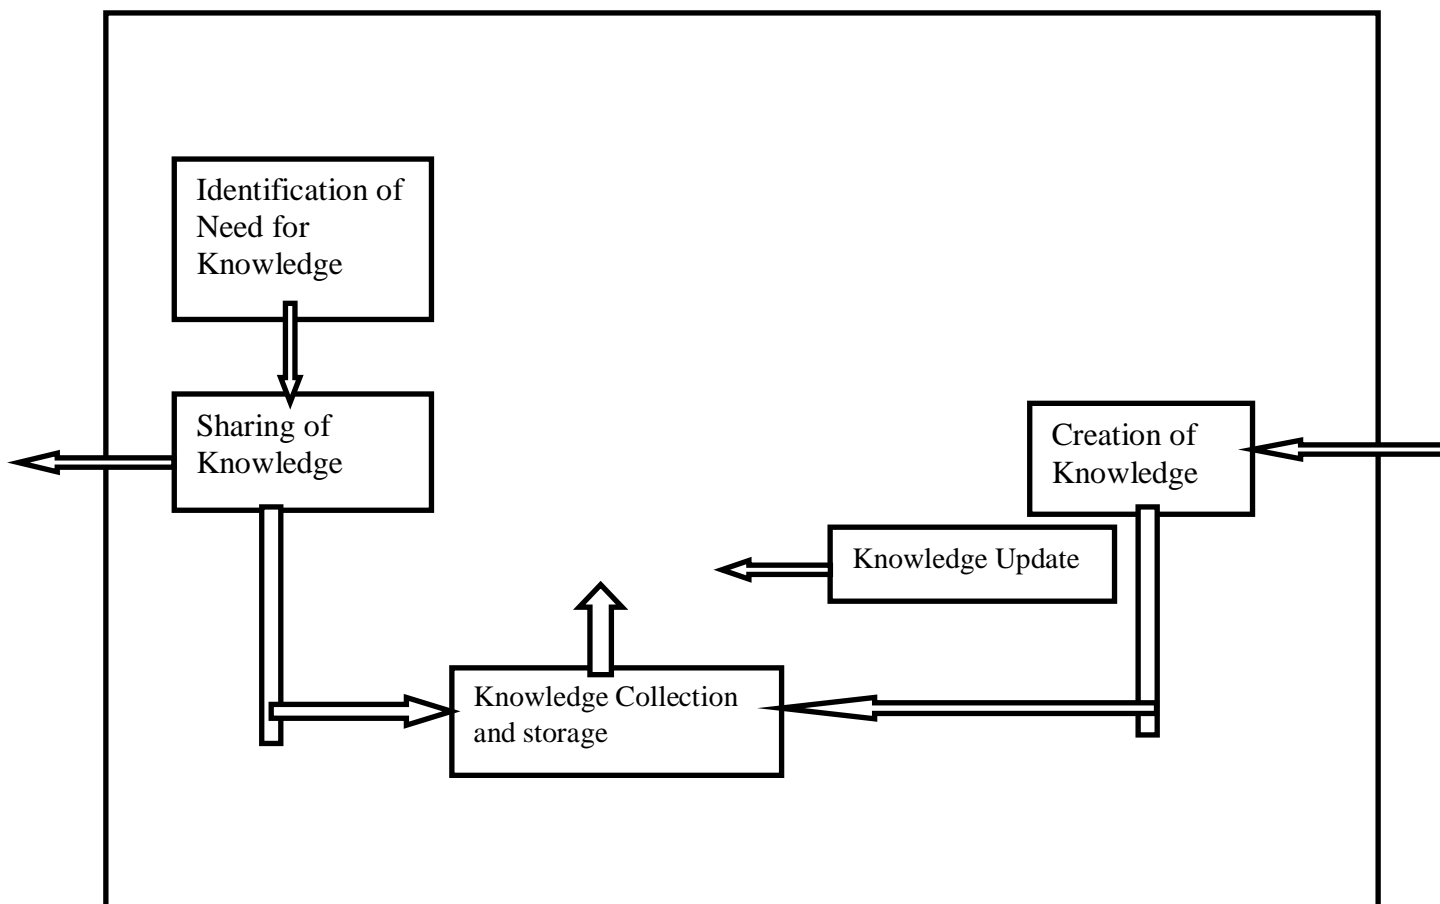 Identification of
Need for
Knowledge
Sharing of
Knowledge
Creation of
Knowledge
Knowledge Update
Knowledge Collection
and storage